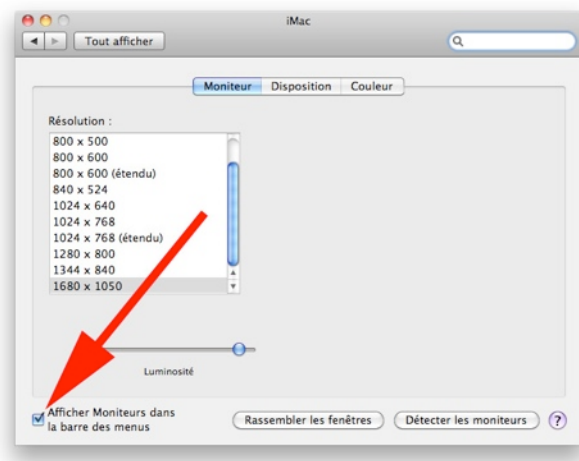 iMac
Tout afficher
Moniteur Disposition Couleur
Résolution :
800 x 500
800 x 600
800 x 600 (étendu)
840 x 524
1024 x 640
1024 x 768
1024 x 768 (étendu)
1280 x 800
1344 x 840
1680 x 1050
Luminosité
Afficher Moniteurs dans
la barre des menus
Rassembler les fenêtres Détecter les moniteurs ?